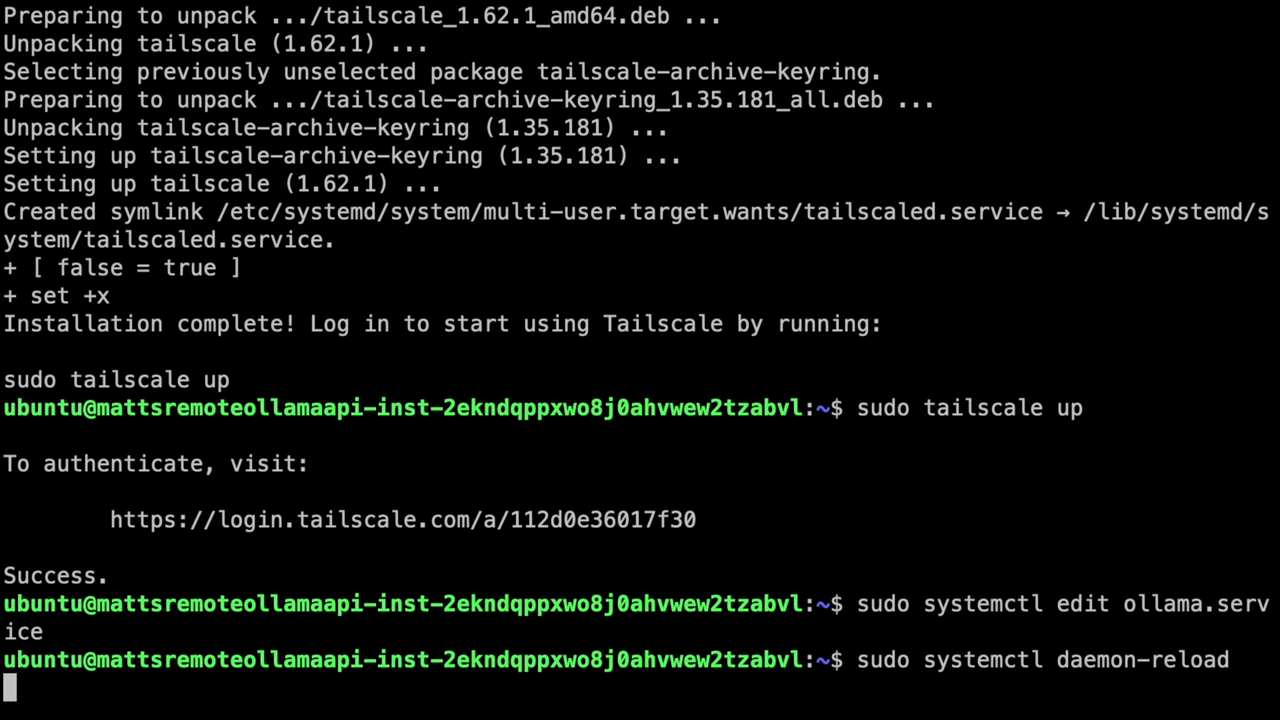 Preparing to unpack .../tailscale_1.62.1_amd64.deb ...
Unpacking tailscale (1.62.1) ...
Selecting previously unselected package tailscale-archive-keyring.
Preparing to unpack .../tailscale-archive-keyring_1.35.181_all.deb ...
Unpacking tailscale-archive-keyring (1.35.181) ...
Setting up tailscale-archive-keyring (1.35.181) ...
Setting up tailscale (1.62.1) ...
Created symlink /etc/systemd/system/multi-user.target.wants/tailscaled.service → /lib/systemd/s
ystem/tailscaled.service.
+ [ false = true ]
+ set +x
Installation complete! Log in to start using Tailscale by running:
sudo tailscale up
ubuntu@mattsremoteollamaapi-inst-2ekndqppxwo8j0ahvwew2tzabvl:~$ sudo tailscale up
To authenticate, visit:
https://login.tailscale.com/a/112d0e36017f30
Success.
ubuntu@mattsremoteollamaapi-inst-2ekndqppxwo8j0ahvwew2tzabvl:~$ sudo systemctl edit ollama.serv
ice
ubuntu@mattsremoteollamaapi-inst-2ekndqppxwo8j0ahvwew2tzabvl:~$ sudo systemctl daemon-reload